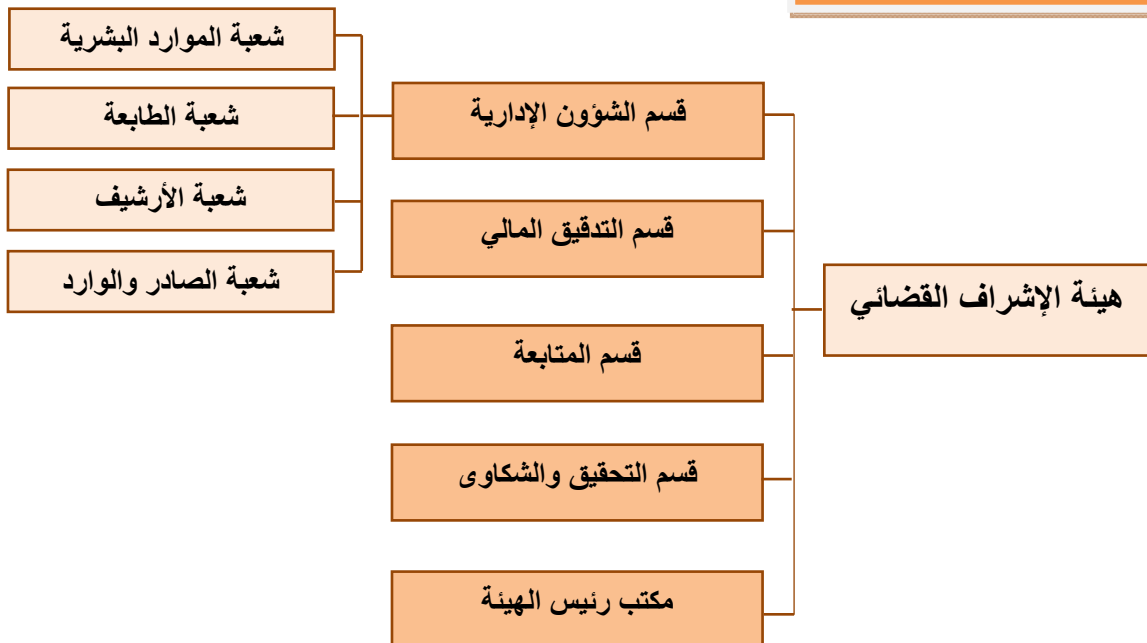 هيئة الإشراف القضائي
قسم الشؤون الإدارية
شعبة الموارد البشرية
شعبة الطابعة
شعبة الأرشيف
شعبة الصادر والوارد
قسم التدقيق المالي
قسم المتابعة
قسم التحقيق والشكاوى
مكتب رئيس الهيئة